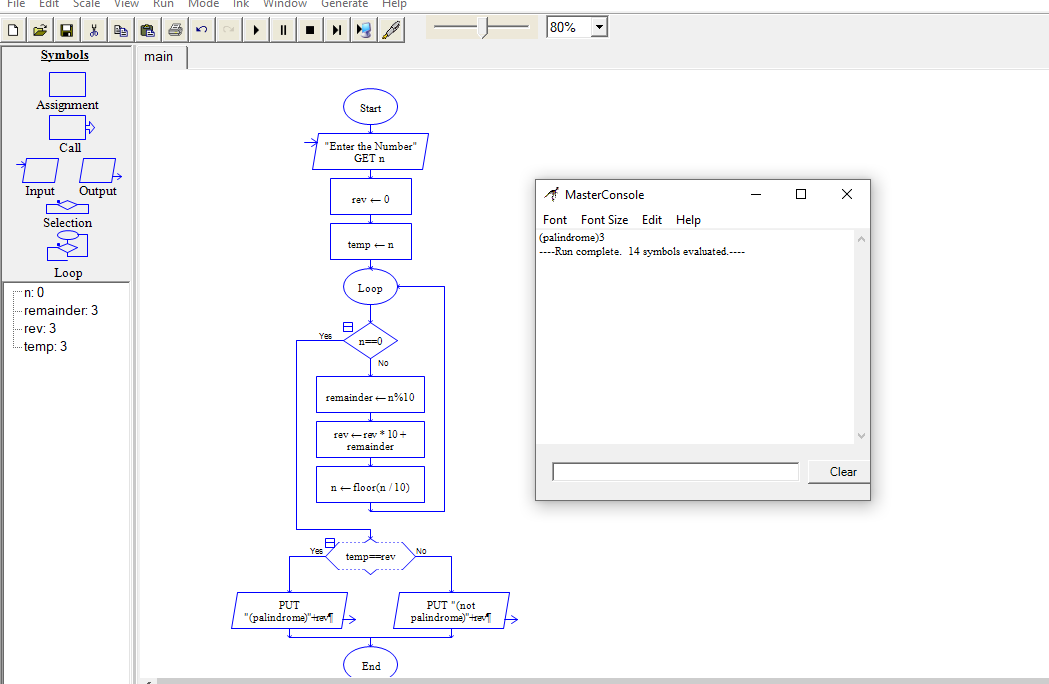 File Edit Scale View Run Mode Ink Window Generate Help
80%
Symbols
Assignment
Call
Input Output
Selection
Loop
n: 0
remainder: 3
rev: 3
temp: 3
main
Start
"Enter the Number"
GET n
rev ← 0
temp ← n
Loop
Yes
n==0
No
remainder ← n%10
rev ← rev * 10 +
remainder
n ← floor(n / 10)
Yes
temp==rev
No
PUT
"(palindrome)"+rev¶
PUT "(not
palindrome)"+rev¶
End
MasterConsole
Font Font Size Edit Help
(palindrome)3
----Run complete.  14 symbols evaluated.----
Clear